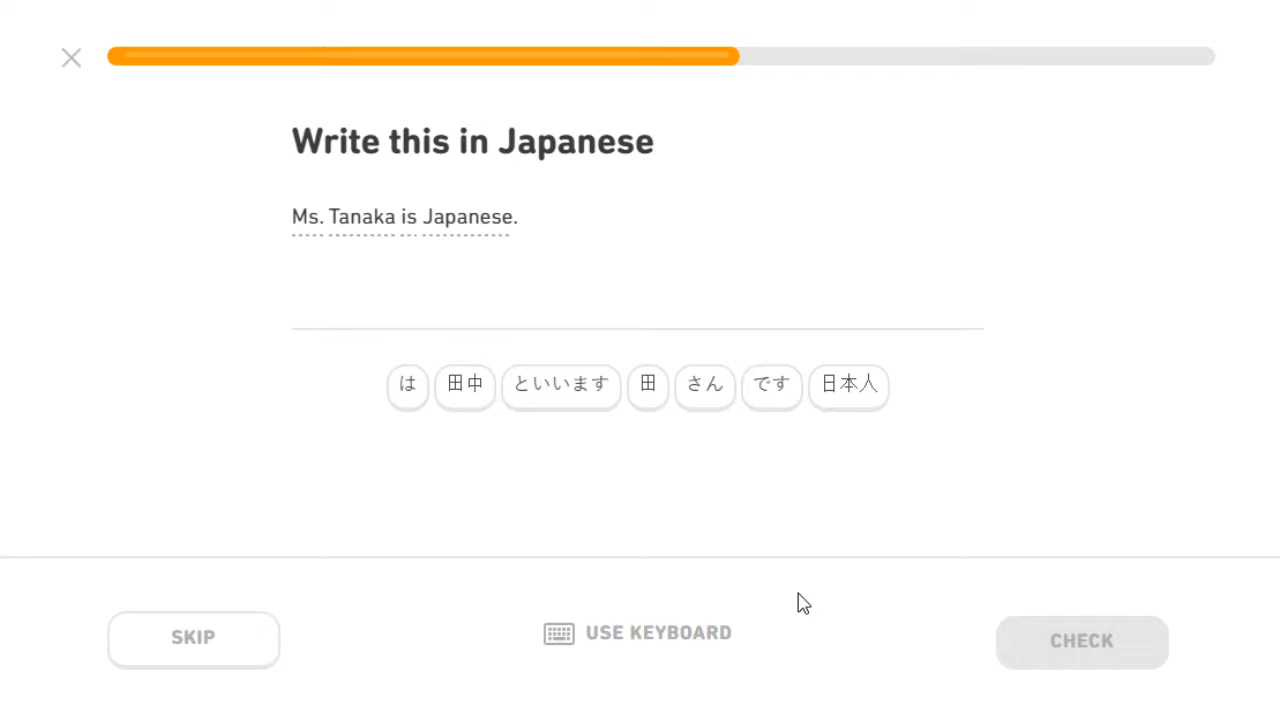 Write this in Japanese
Ms. Tanaka is Japanese.
は 田中 といいます 田 さん です 日本人
SKIP USE KEYBOARD CHECK